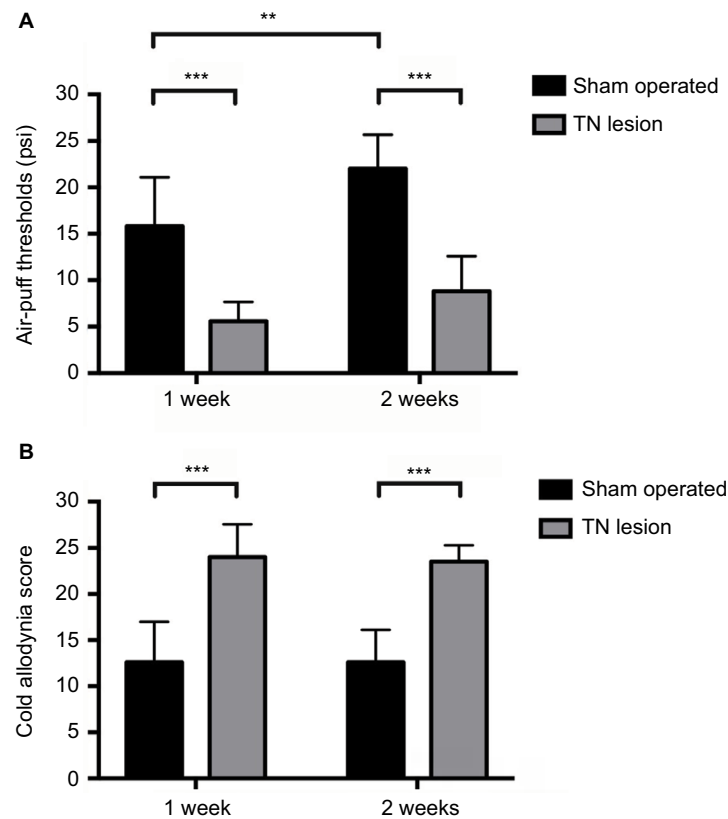 A
**
***
***
Sham operated
TN lesion
Air-puff thresholds (psi)
30
25
20
15
10
5
0
1 week
2 weeks
B
***
***
Sham operated
TN lesion
Cold allodynia score
30
25
20
15
10
5
0
1 week
2 weeks